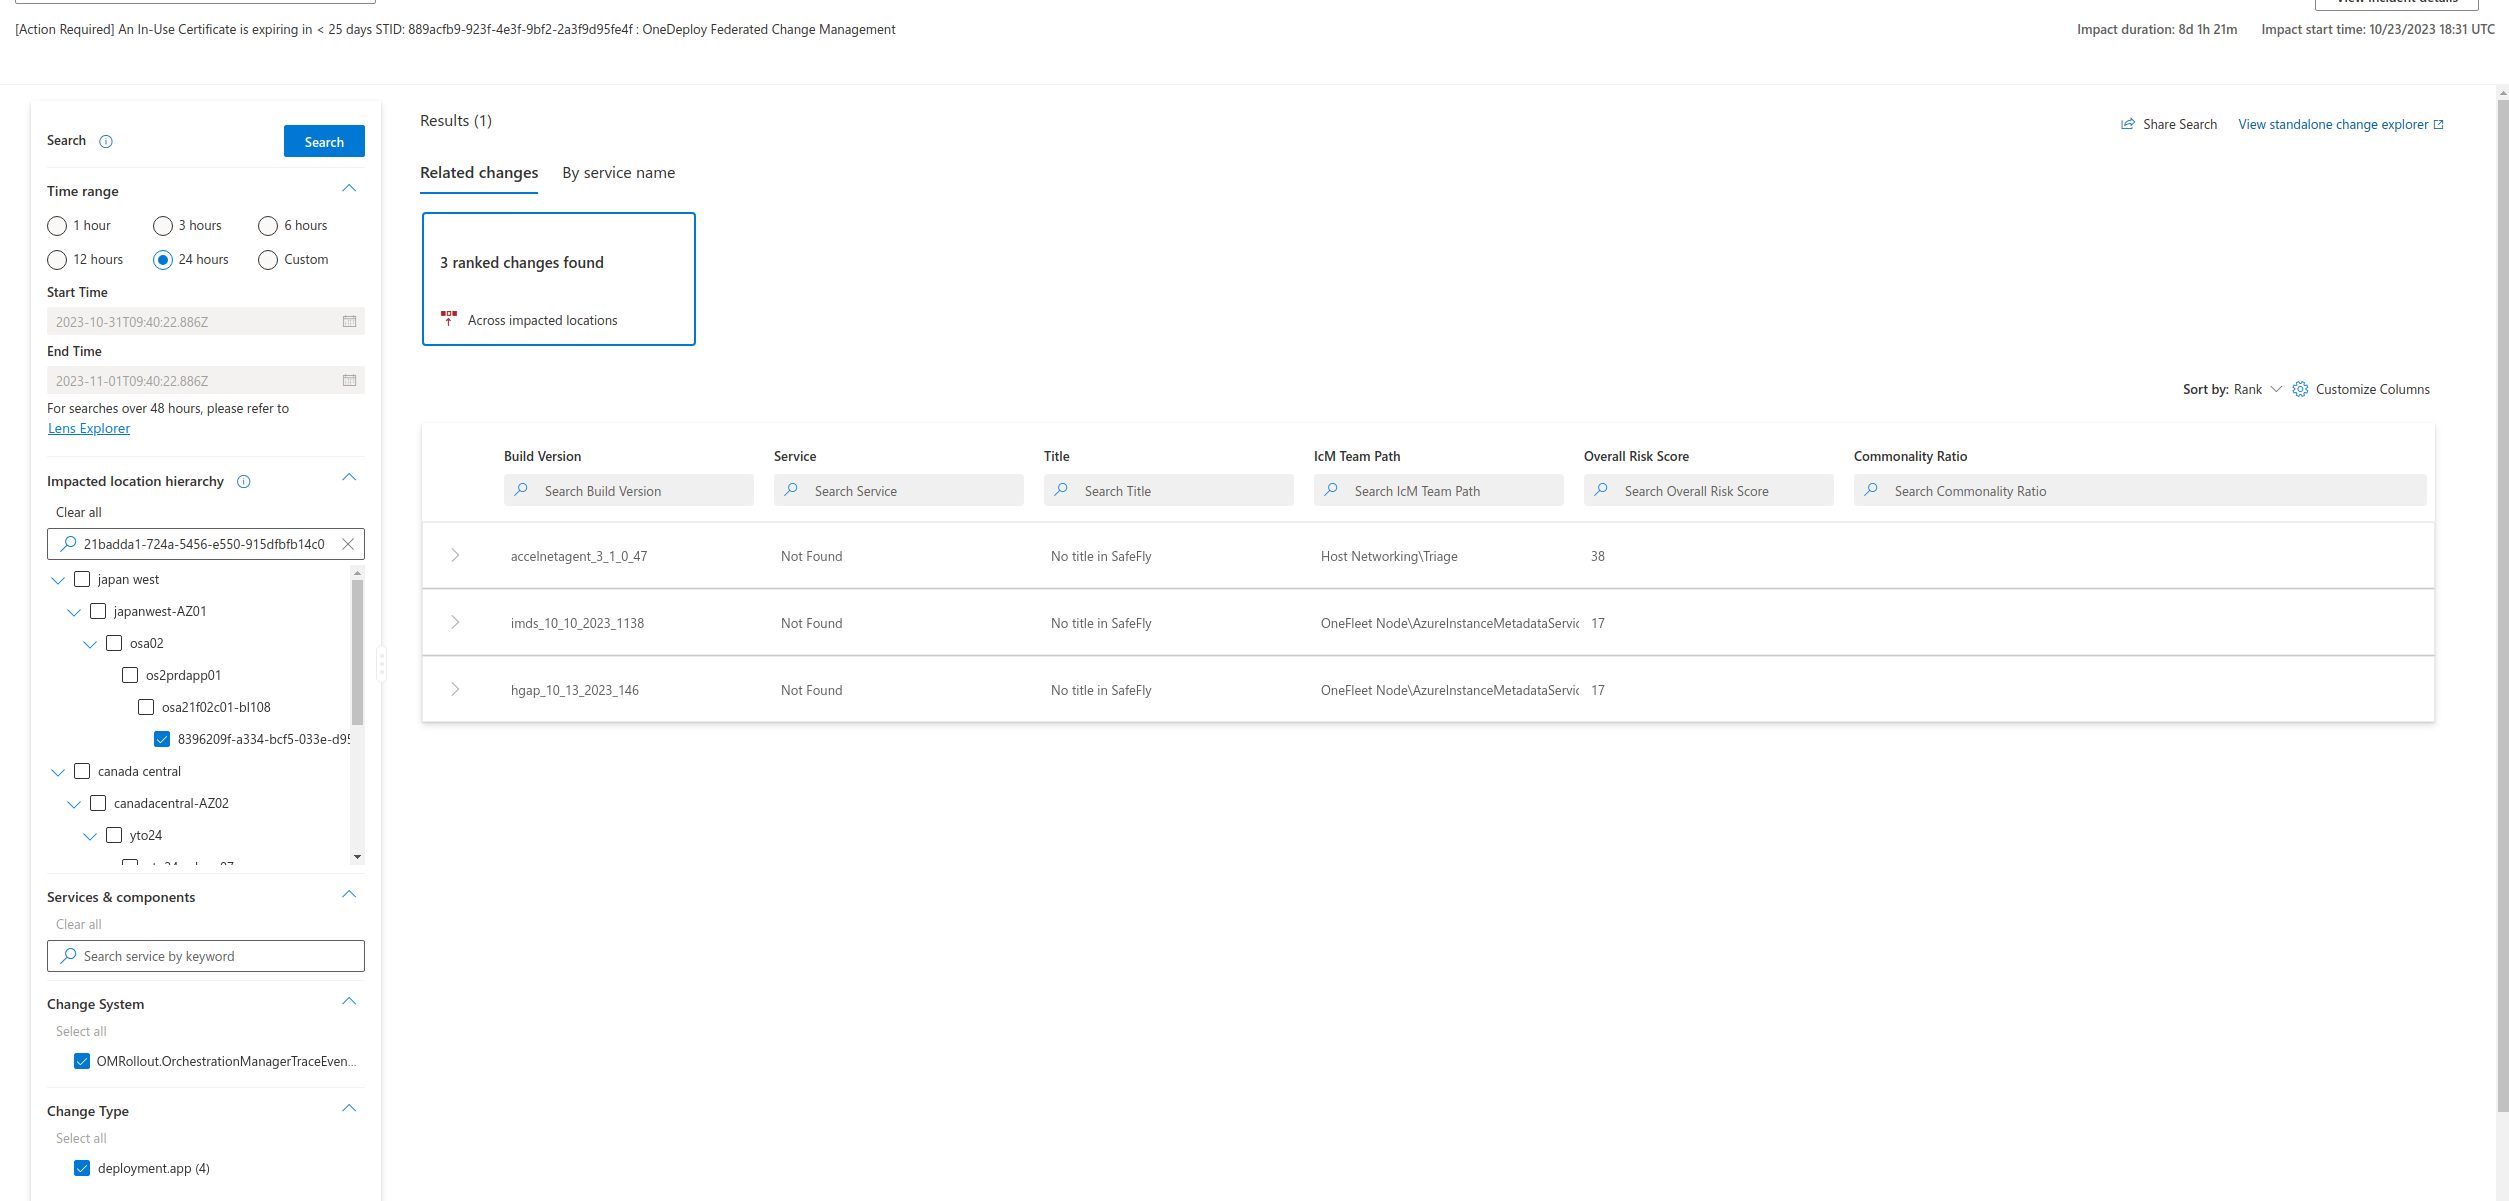 View incident details
[Action Required] An In-Use Certificate is expiring in < 25 days STID: 889acfb9-923f-4e3f-9bf2-2a3f9d95fe4f : OneDeploy Federated Change Management
Impact duration: 8d 1h 21m
Impact start time: 10/23/2023 18:31 UTC
Search
Search
Time range
1 hour
3 hours
6 hours
12 hours
24 hours
Custom
Start Time
2023-10-31T09:40:22.886Z
End Time
2023-11-01T09:40:22.886Z
For searches over 48 hours, please refer to
Lens Explorer
Impacted location hierarchy
Clear all
21badda1-724a-5456-e550-915dfbfb14c0
japan west
japanwest-AZ01
osa02
os2prdapp01
osa21f02c01-bl108
8396209f-a334-bcf5-033e-d95
canada central
canadacentral-AZ02
yto24
Services & components
Clear all
Search service by keyword
Change System
Select all
OMRollout.OrchestrationManagerTraceEven...
Change Type
Select all
deployment.app (4)
Results (1)
Share Search
View standalone change explorer
Related changes
By service name
3 ranked changes found
Across impacted locations
Sort by: Rank
Customize Columns
Build Version
Service
Title
IcM Team Path
Overall Risk Score
Commonality Ratio
Search Build Version
Search Service
Search Title
Search IcM Team Path
Search Overall Risk Score
Search Commonality Ratio
accelnetagent_3_1_0_47
Not Found
No title in SafeFly
Host Networking\Triage
38
imds_10_10_2023_1138
Not Found
No title in SafeFly
OneFleet Node\AzureInstanceMetadataServic
17
hgap_10_13_2023_146
Not Found
No title in SafeFly
OneFleet Node\AzureInstanceMetadataServic
17